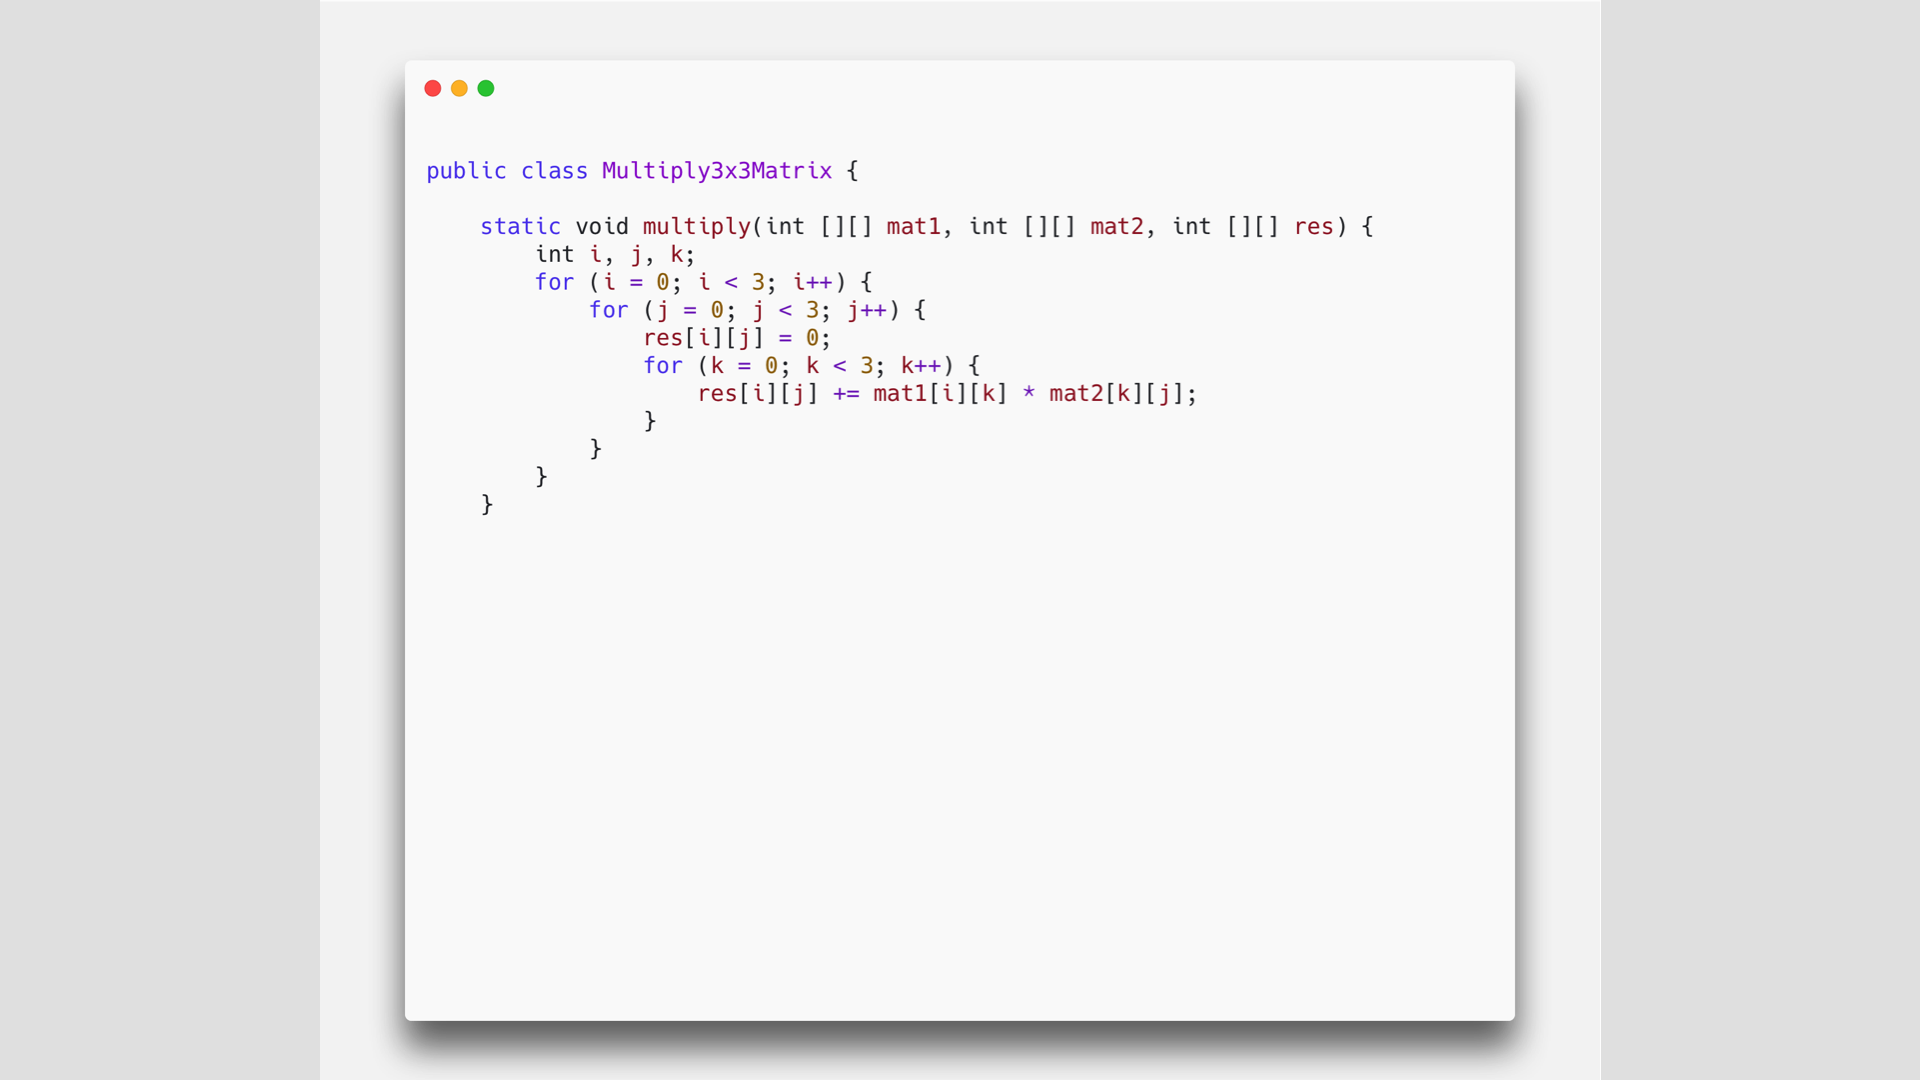 public class Multiply3x3Matrix {
static void multiply(int [][] mat1, int [][] mat2, int [][] res) {
int i, j, k;
for (i = 0; i < 3; i++) {
for (j = 0; j < 3; j++) {
res[i][j] = 0;
for (k = 0; k < 3; k++) {
res[i][j] += mat1[i][k] * mat2[k][j];
}
}
}
}